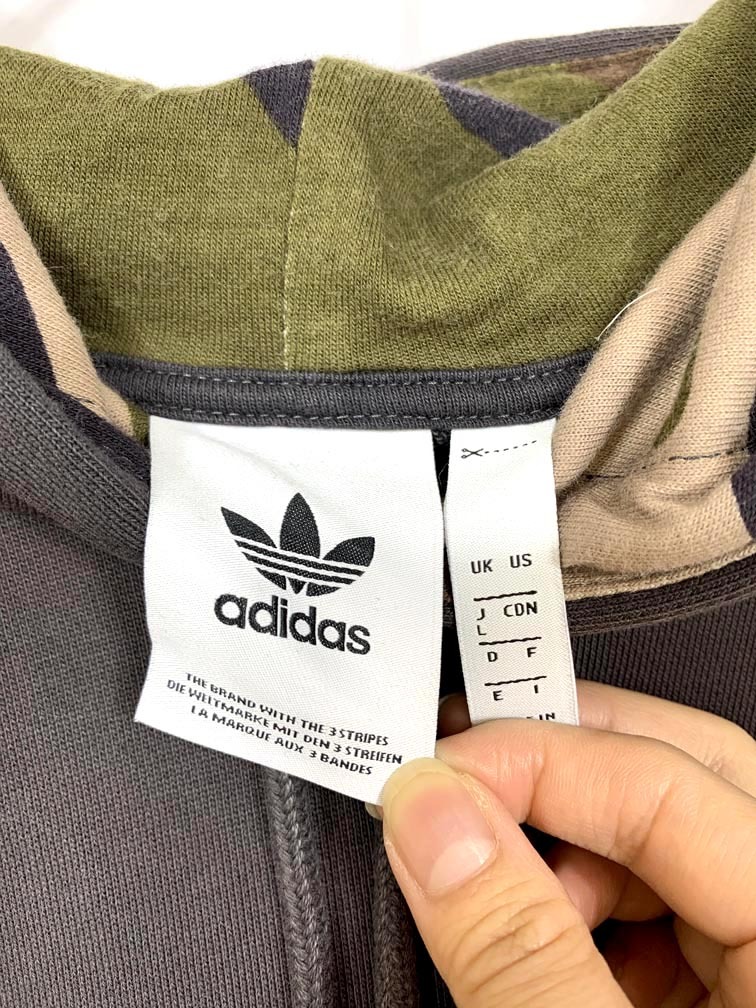 adidas
THE BRAND WITH THE 3 STRIPES
DIE WELTMARKE MIT DEN 3 STREIFEN
LA MARQUE AUX 3 BANDES
UK US
J CDN
L
D F
E I